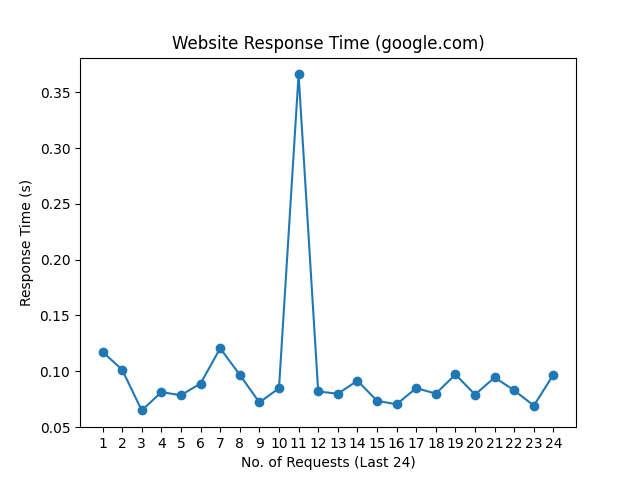 Website Response Time (google.com)
0.35
0.30
0.25
0.20
0.15
0.10
0.05
Response Time (s)
1 2 3 4 5 6 7 8 9 10 11 12 13 14 15 16 17 18 19 20 21 22 23 24
No. of Requests (Last 24)